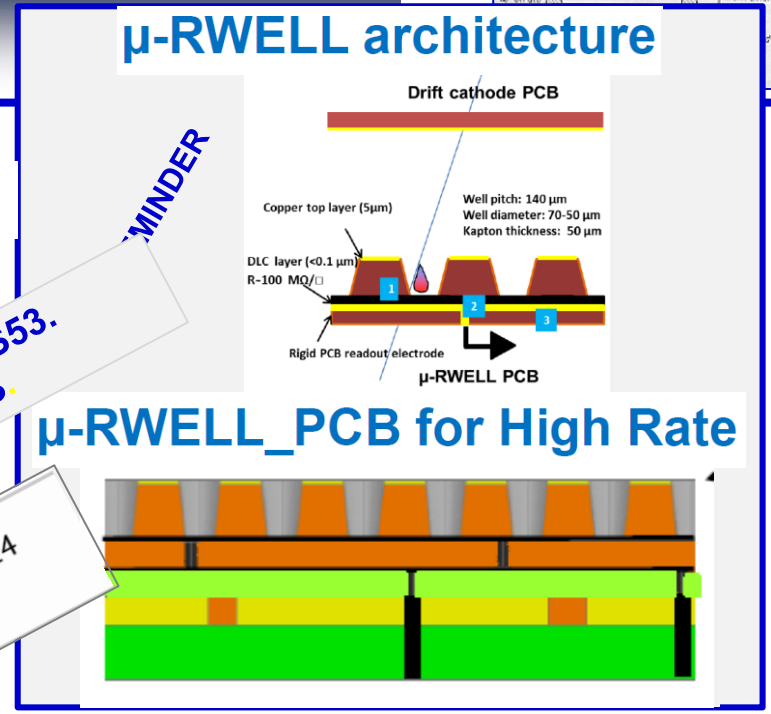 µ-RWELL architecture
Drift cathode PCB
MINDER
Well pitch: 140 µm
Well diameter: 70-50 µm
Kapton thickness: 50 µm
Copper top layer (5µm)
DLC layer (<0.1 µm)
R~100 MΩ/□
1
2
3
Rigid PCB readout electrode
µ-RWELL PCB
53.
µ-RWELL_PCB for High Rate
4